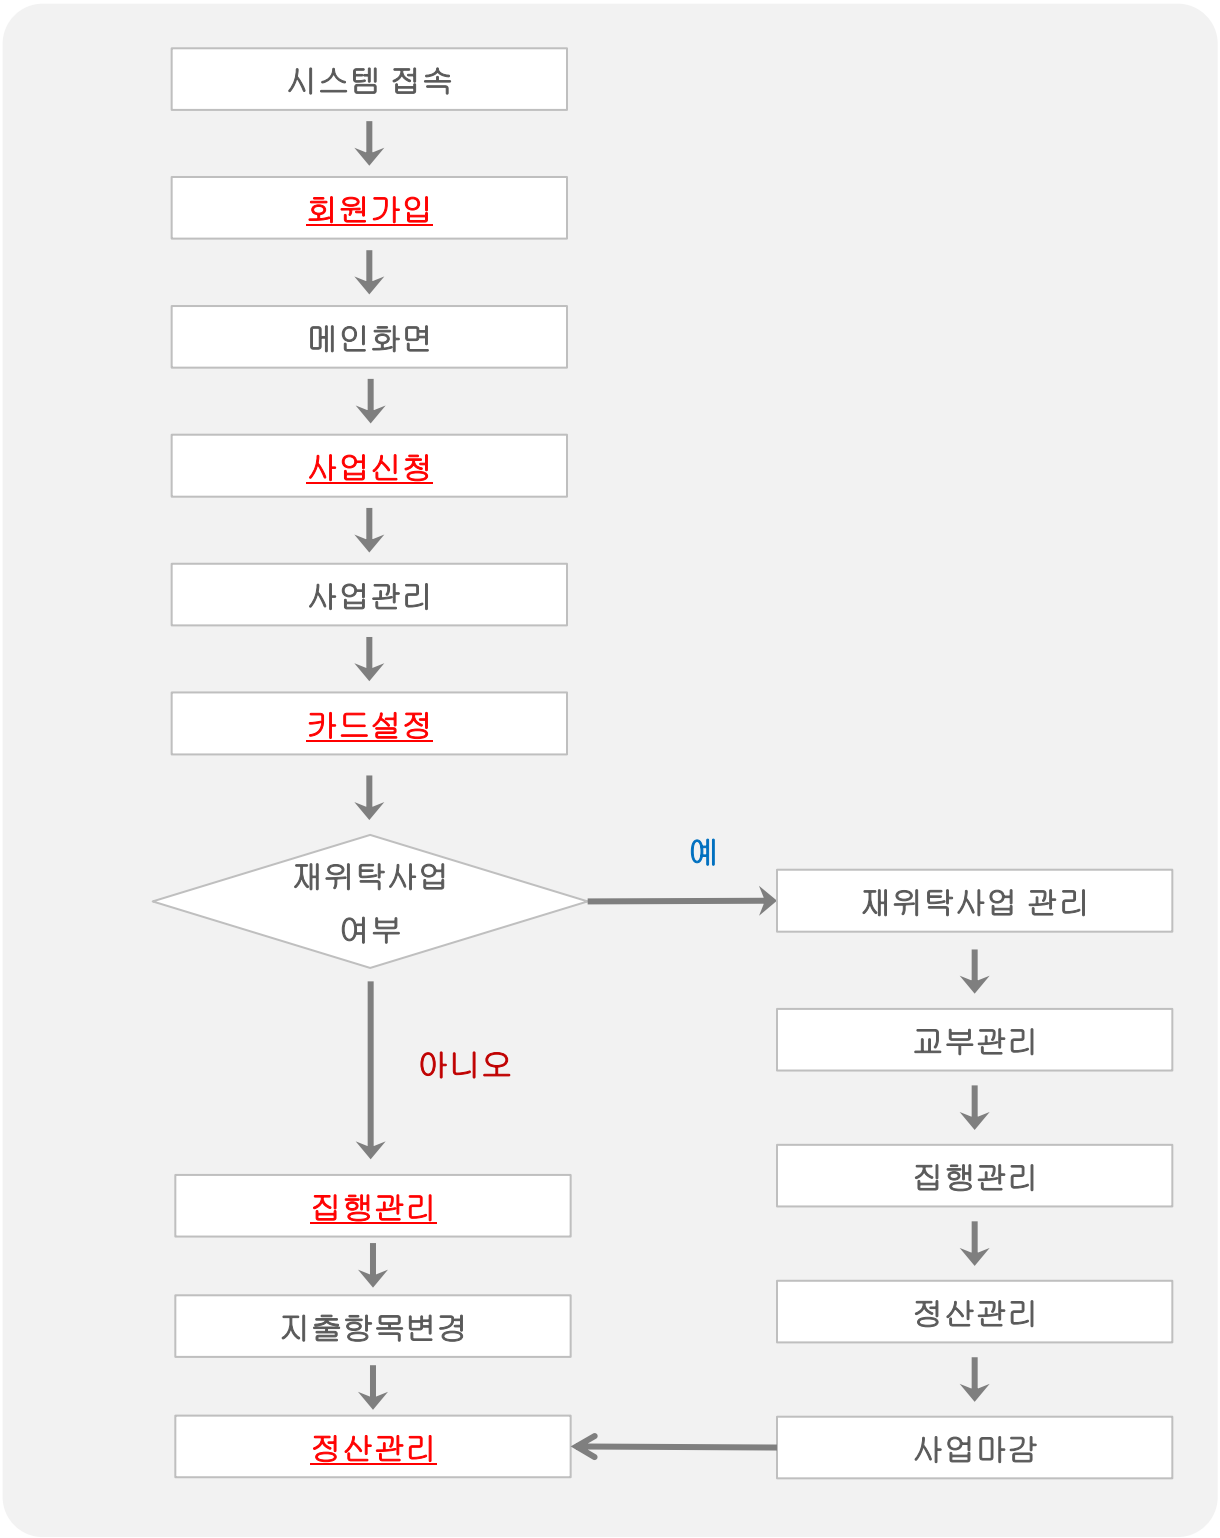 시스템 접속
회원가입
메인화면
사업신청
사업관리
카드설정
재위탁사업
여부
예
아니오
집행관리
지출항목변경
정산관리
재위탁사업 관리
교부관리
집행관리
정산관리
사업마감